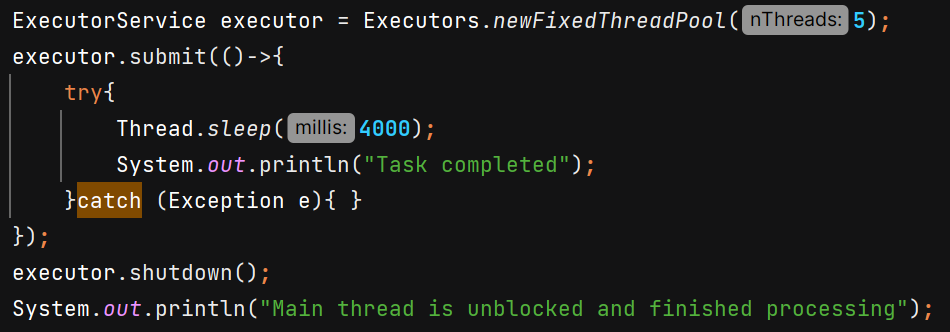 ExecutorService executor = Executors.newFixedThreadPool( nThreads: 5);
executor.submit(()->{
    try{
        Thread.sleep( millis: 4000);
        System.out.println("Task completed");
    }catch (Exception e){ }
});
executor.shutdown();
System.out.println("Main thread is unblocked and finished processing");